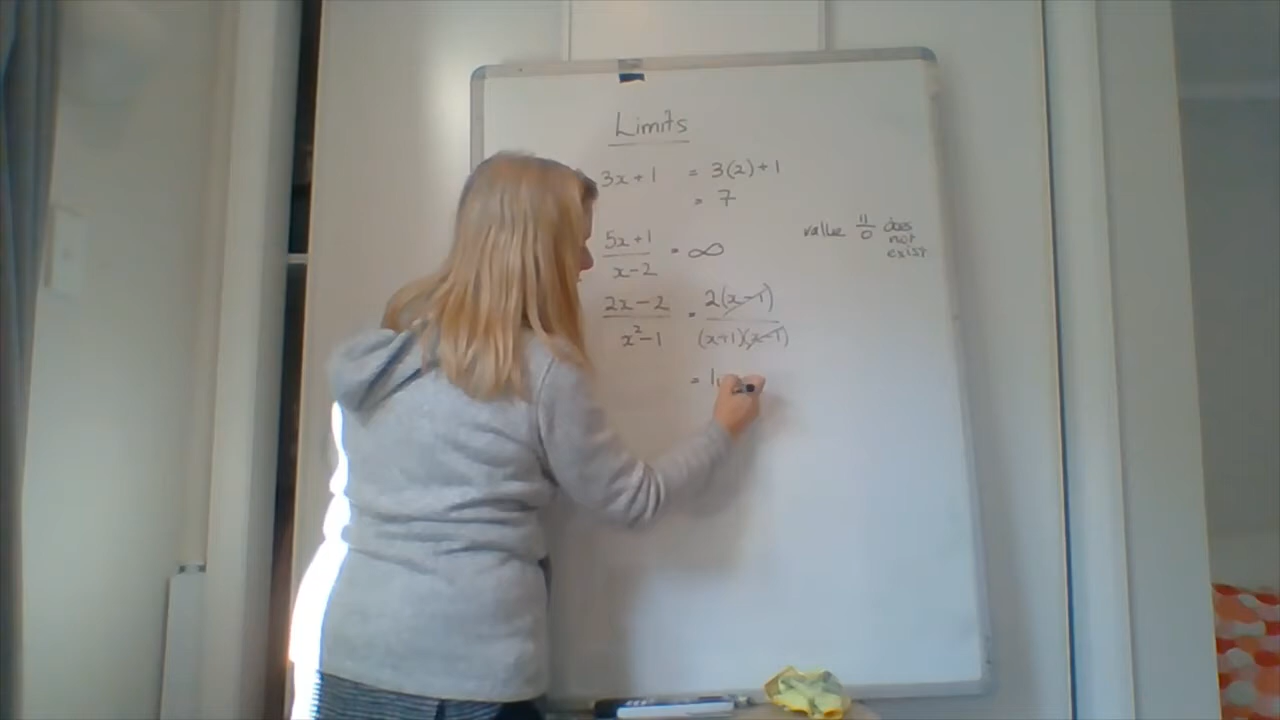 Limits
3x + 1 = 3(2) + 1
= 7
5x + 1 / x - 2 = ∞
value 11/0 does not exist
2x - 2 / x² - 1 = 2(x - 1) / (x+1)(x-1)
=